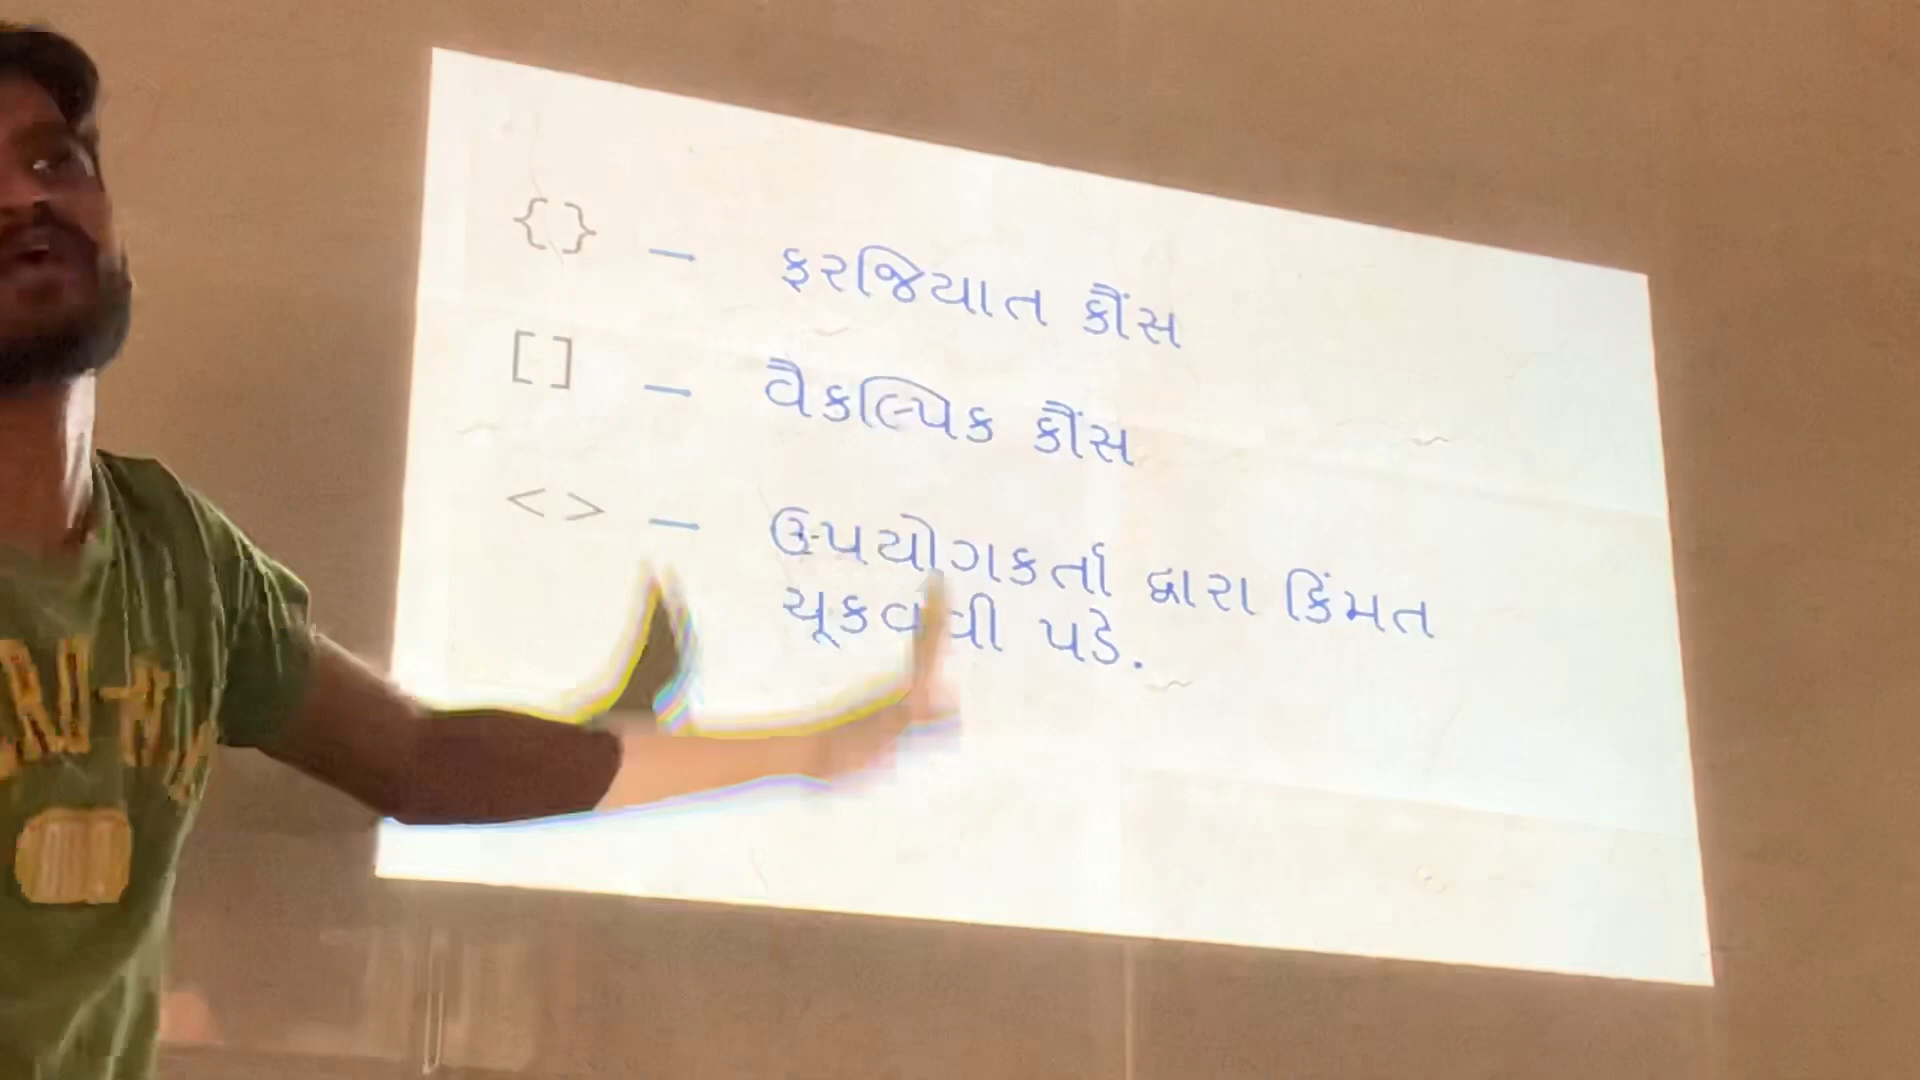 {} – ફરજિયાત કૌંસ
[] – વૈકલ્પિક કૌંસ
<> – ઉપયોગકર્તા દ્વારા કિંમત
ચૂકવવી પડે.